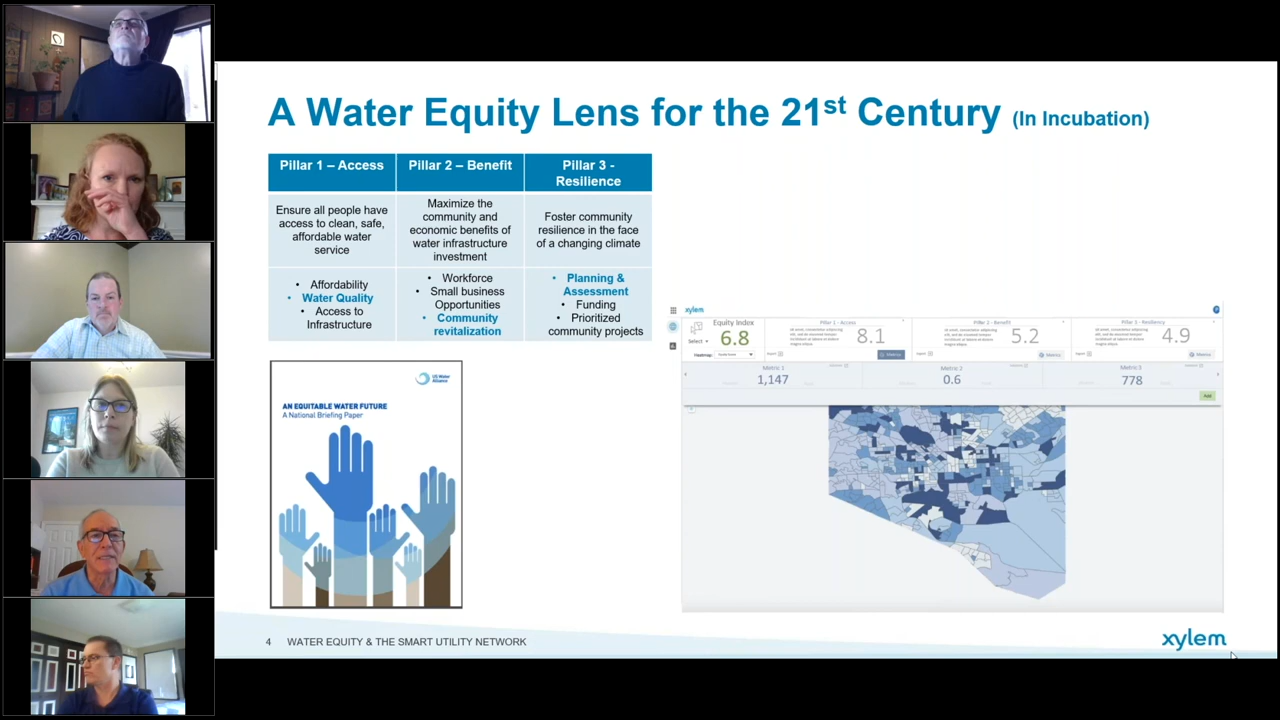 A Water Equity Lens for the 21st Century (In Incubation)
Pillar 1 – Access
Pillar 2 – Benefit
Pillar 3 -
Resilience
Ensure all people have
access to clean, safe,
affordable water
service
Maximize the
community and
economic benefits of
water infrastructure
investment
Foster community
resilience in the face
of a changing climate
• Affordability
• Water Quality
• Access to
Infrastructure
• Workforce
• Small business
Opportunities
• Community
revitalization
• Planning &
Assessment
• Funding
• Prioritized
community projects
US Water
Alliance
AN EQUITABLE WATER FUTURE
A National Briefing Paper
xylem
Equity Index
6.8
Select
Heatmap:
Pillar 1 - Access
8.1
Metrics
Pillar 2 - Benefit
5.2
Metrics
Pillar 3 - Resiliency
4.9
Metrics
Metric 1
1,147
Metric 2
0.6
Metric 3
778
Add
4 WATER EQUITY & THE SMART UTILITY NETWORK
xylem